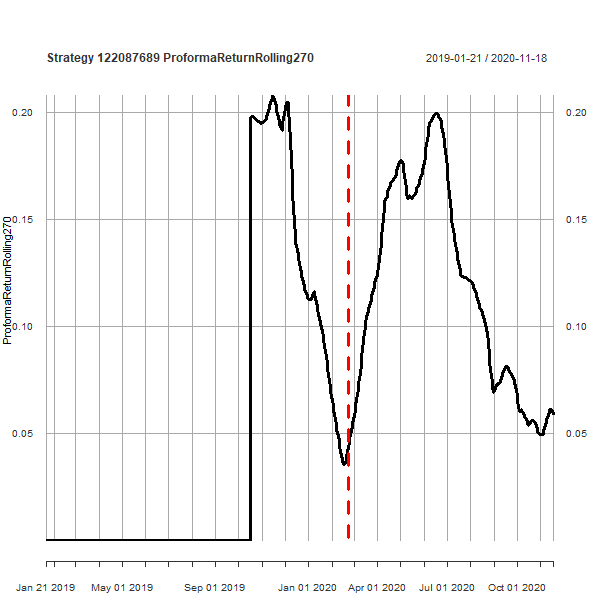 Strategy 122087689 ProformaReturnRolling270
2019-01-21 / 2020-11-18
0.20
0.20
0.15
0.15
0.10
0.10
0.05
0.05
ProformaReturnRolling270
Jan 21 2019
May 01 2019
Sep 01 2019
Jan 01 2020
Apr 01 2020
Jul 01 2020
Oct 01 2020